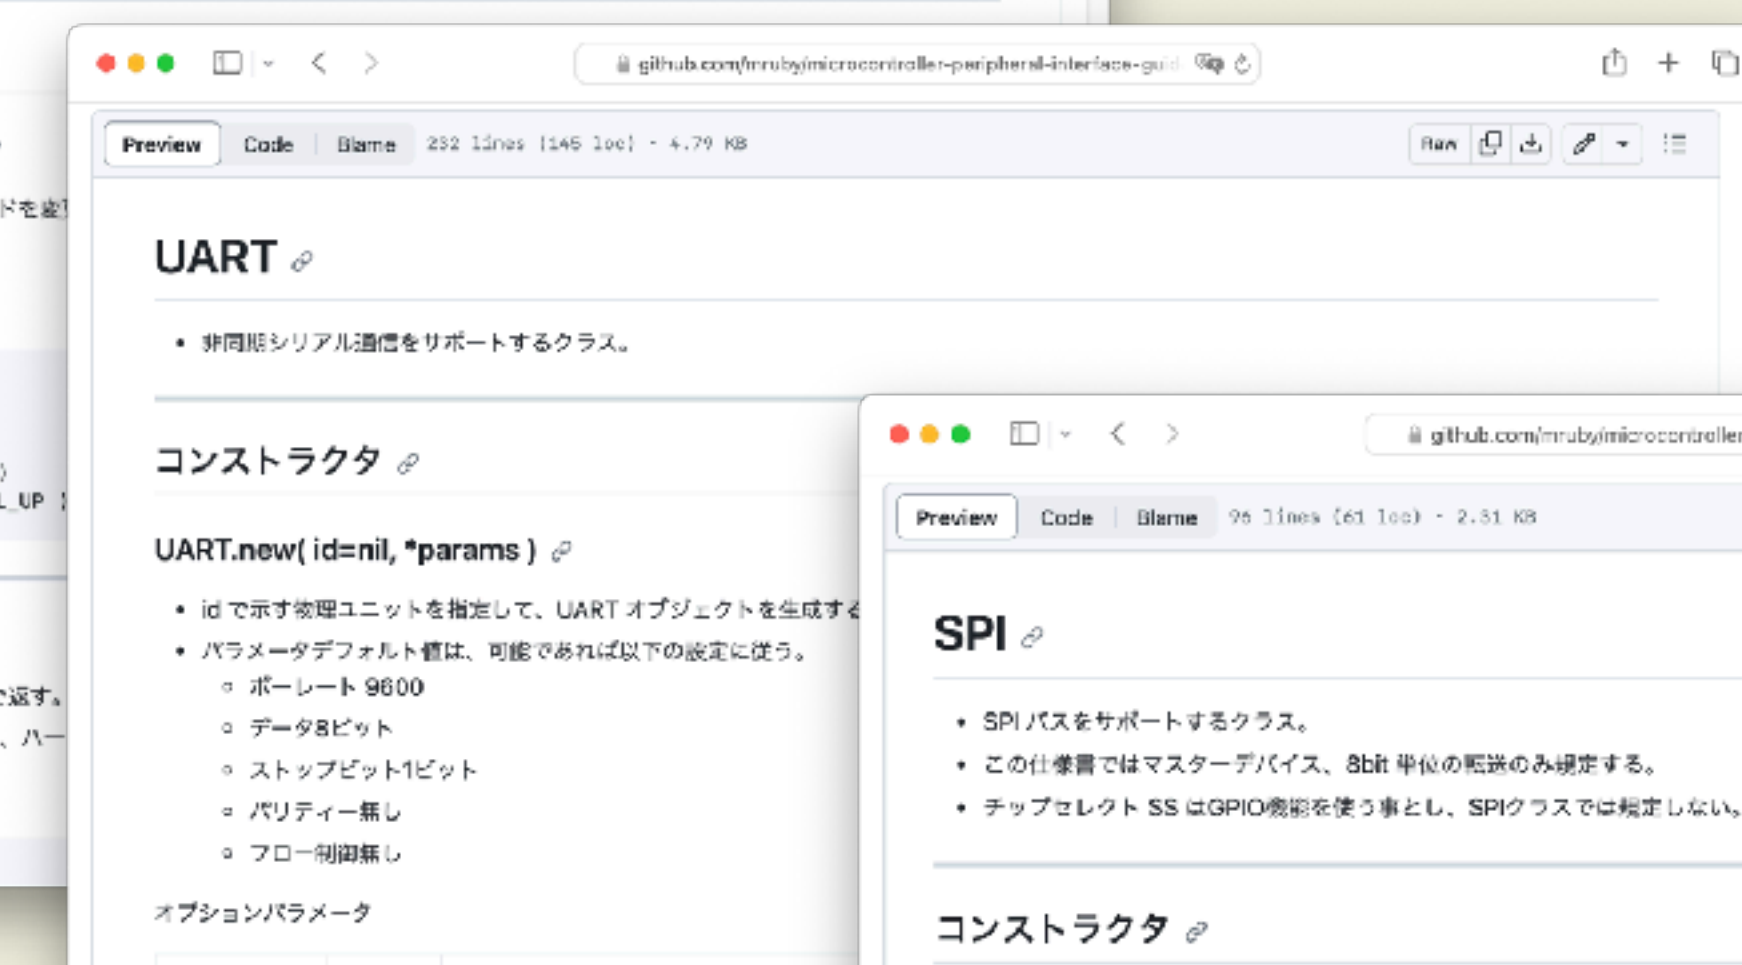 github.com/mruby/microcontroller-peripheral-interface-guid
Preview Code Blame 232 lines (145 loc) · 4.79 KB
Raw
ドを変
UART
非同期シリアル通信をサポートするクラス。
コンストラクタ
L_UP
UART.new( id=nil, *params )
id で示す物理ユニットを指定して、UART オブジェクトを生成する
パラメータデフォルト値は、可能であれば以下の設定に従う。
ボーレート 9600
データ8ビット
ストップビット1ビット
パリティー無し
フロー制御無し
オプションパラメータ
で返す。
、ハー
github.com/mruby/microcontroller
Preview Code Blame 96 lines (61 loc) · 2.31 KB
SPI
SPI バスをサポートするクラス。
この仕様書ではマスターデバイス、8bit 単位の転送のみ規定する。
チップセレクト SS はGPIO機能を使う事とし、SPIクラスでは規定しない。
コンストラクタ